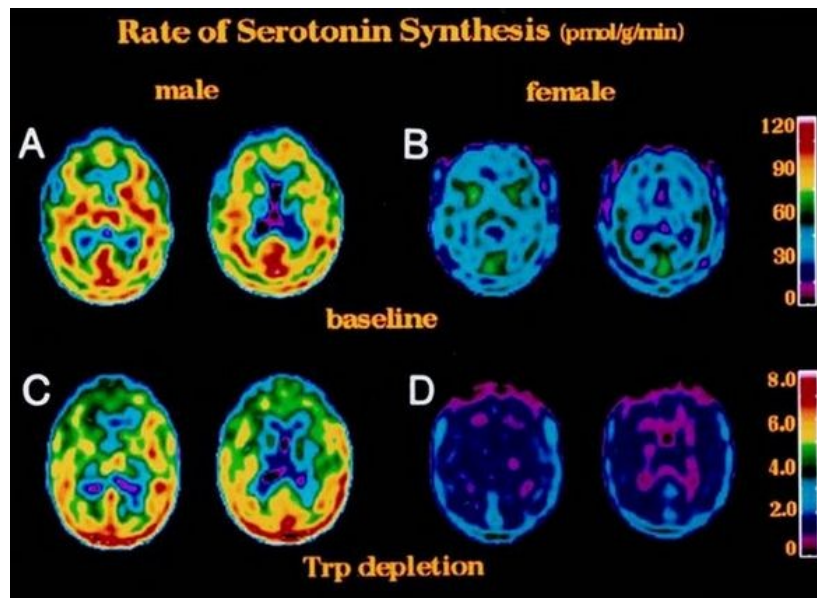 Rate of Serotonin Synthesis (pmol/g/min)
male female
A B
120
90
60
30
0
baseline
C D
8.0
6.0
4.0
2.0
0
Trp depletion